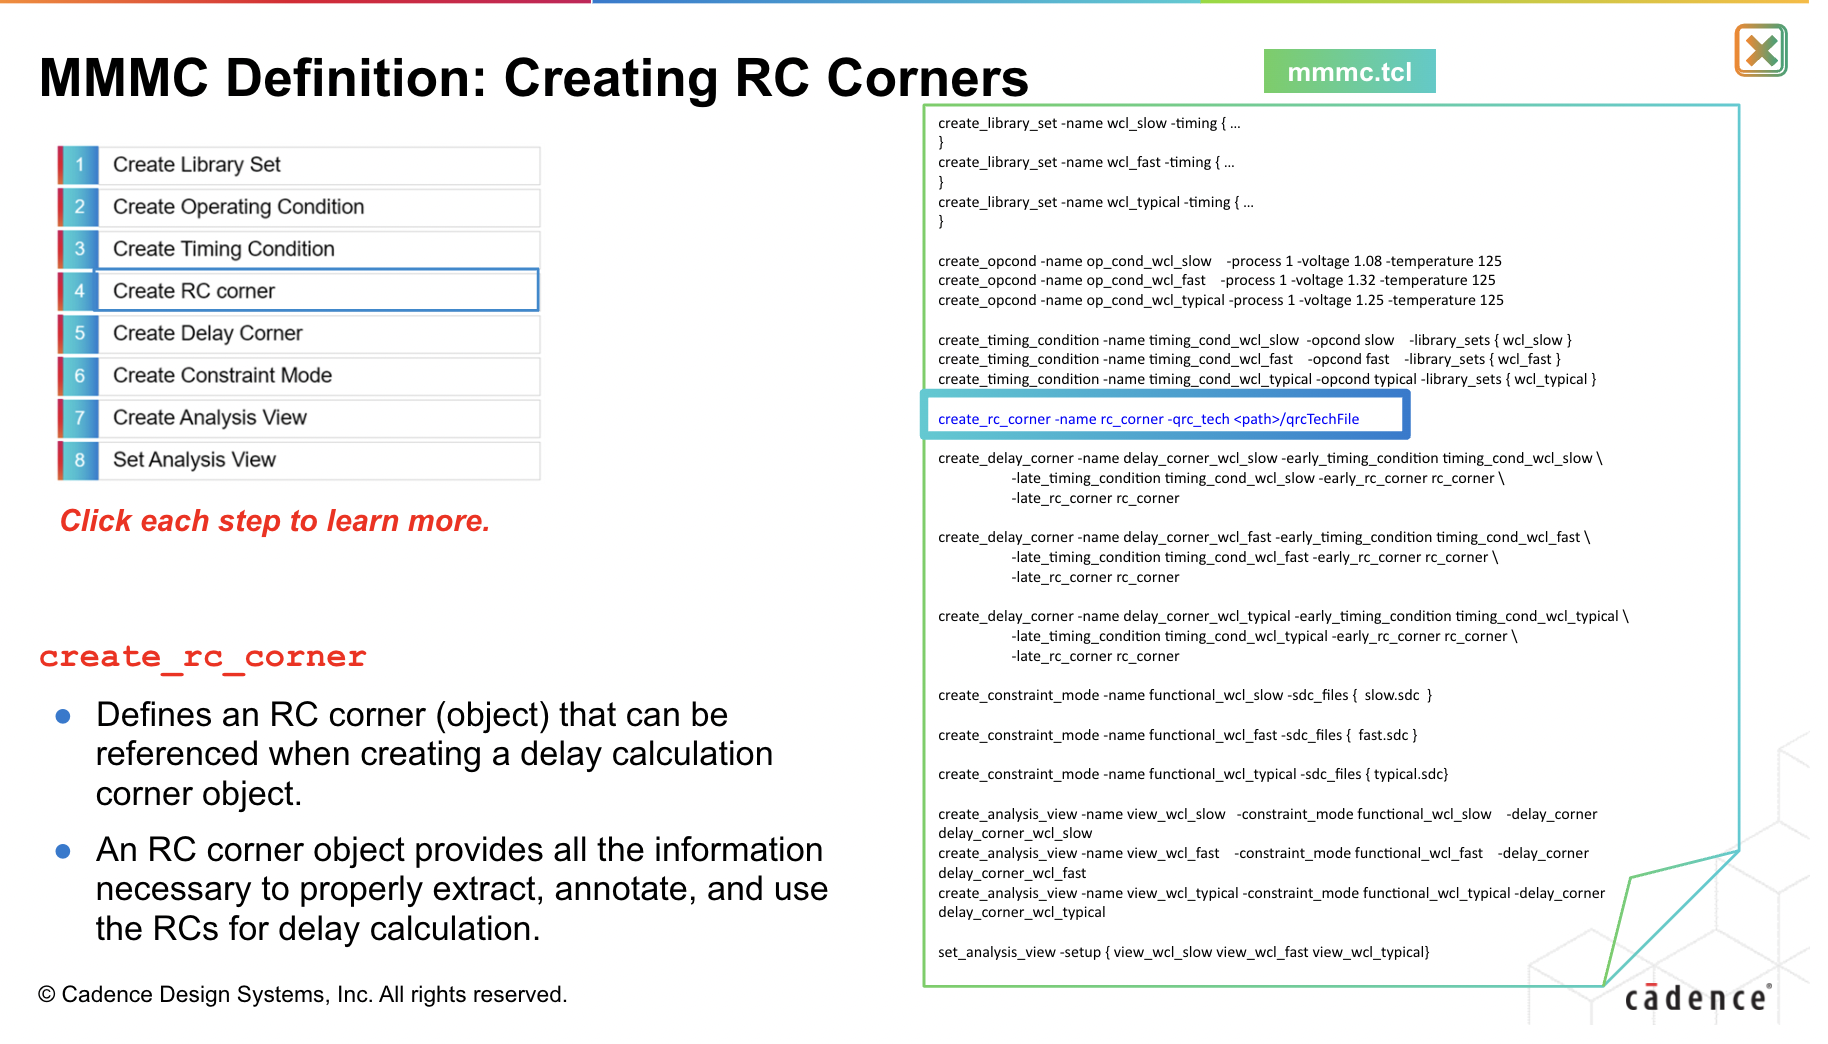 MMMC Definition: Creating RC Corners
mmmc.tcl
1 Create Library Set
2 Create Operating Condition
3 Create Timing Condition
4 Create RC corner
5 Create Delay Corner
6 Create Constraint Mode
7 Create Analysis View
8 Set Analysis View
Click each step to learn more.
create_rc_corner
● Defines an RC corner (object) that can be
referenced when creating a delay calculation
corner object.
● An RC corner object provides all the information
necessary to properly extract, annotate, and use
the RCs for delay calculation.
create_library_set -name wcl_slow -timing { ...
}
create_library_set -name wcl_fast -timing { ...
}
create_library_set -name wcl_typical -timing { ...
}
create_opcond -name op_cond_wcl_slow -process 1 -voltage 1.08 -temperature 125
create_opcond -name op_cond_wcl_fast -process 1 -voltage 1.32 -temperature 125
create_opcond -name op_cond_wcl_typical -process 1 -voltage 1.25 -temperature 125
create_timing_condition -name timing_cond_wcl_slow -opcond slow -library_sets { wcl_slow }
create_timing_condition -name timing_cond_wcl_fast -opcond fast -library_sets { wcl_fast }
create_timing_condition -name timing_cond_wcl_typical -opcond typical -library_sets { wcl_typical }
create_rc_corner -name rc_corner -qrc_tech <path>/qrcTechFile
create_delay_corner -name delay_corner_wcl_slow -early_timing_condition timing_cond_wcl_slow \
-late_timing_condition timing_cond_wcl_slow -early_rc_corner rc_corner \
-late_rc_corner rc_corner
create_delay_corner -name delay_corner_wcl_fast -early_timing_condition timing_cond_wcl_fast \
-late_timing_condition timing_cond_wcl_fast -early_rc_corner rc_corner \
-late_rc_corner rc_corner
create_delay_corner -name delay_corner_wcl_typical -early_timing_condition timing_cond_wcl_typical \
-late_timing_condition timing_cond_wcl_typical -early_rc_corner rc_corner \
-late_rc_corner rc_corner
create_constraint_mode -name functional_wcl_slow -sdc_files { slow.sdc }
create_constraint_mode -name functional_wcl_fast -sdc_files { fast.sdc }
create_constraint_mode -name functional_wcl_typical -sdc_files { typical.sdc}
create_analysis_view -name view_wcl_slow -constraint_mode functional_wcl_slow -delay_corner
delay_corner_wcl_slow
create_analysis_view -name view_wcl_fast -constraint_mode functional_wcl_fast -delay_corner
delay_corner_wcl_fast
create_analysis_view -name view_wcl_typical -constraint_mode functional_wcl_typical -delay_corner
delay_corner_wcl_typical
set_analysis_view -setup { view_wcl_slow view_wcl_fast view_wcl_typical}
© Cadence Design Systems, Inc. All rights reserved.
cādence®